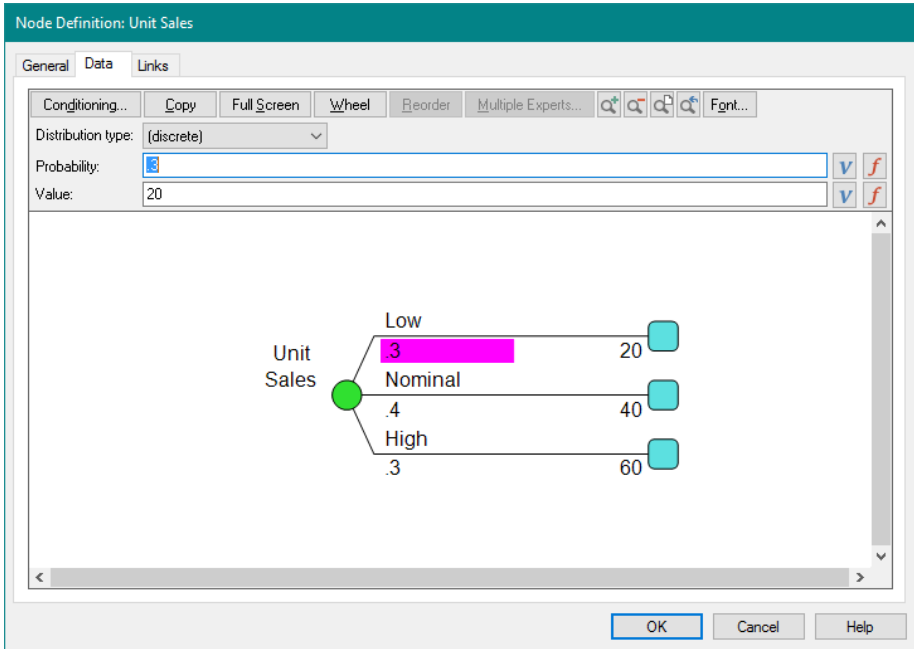 Node Definition: Unit Sales
General Data Links
Conditioning... Copy Full Screen Wheel Reorder Multiple Experts... Font...
Distribution type: (discrete)
Probability: .3 V f
Value: 20 V f
Low
.3 20
Unit
Sales
Nominal
.4 40
High
.3 60
OK Cancel Help